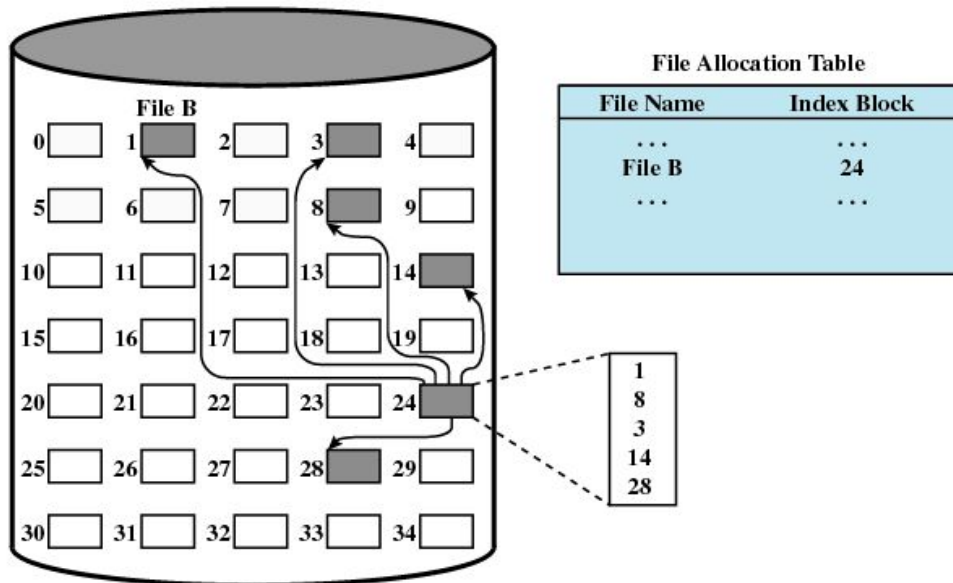 File Allocation Table
File Name Index Block
... ...
File B 24
... ...
File B
0 1 2 3 4
5 6 7 8 9
10 11 12 13 14
15 16 17 18 19
20 21 22 23 24
25 26 27 28 29
30 31 32 33 34
1
8
3
14
28